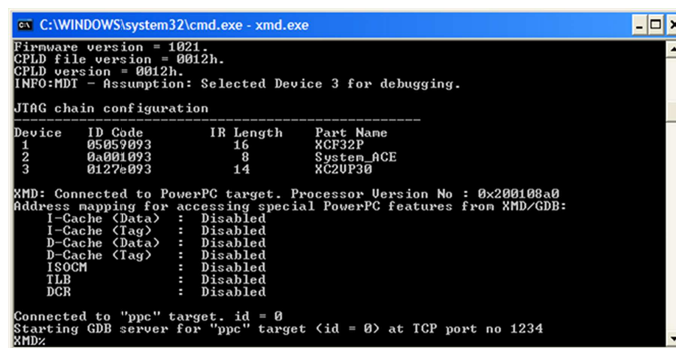 C:\WINDOWS\system32\cmd.exe - xmd.exe
Firmware version = 1021.
CPLD file version = 0012h.
CPLD version = 0012h.
INFO:MDT - Assumption: Selected Device 3 for debugging.
JTAG chain configuration
--------------------------------------------------
Device ID Code IR Length Part Name
1 05059093 16 XCF32P
2 0a001093 8 System_ACE
3 0127e093 14 XC2VP30
XMD: Connected to PowerPC target. Processor Version No : 0x200108a0
Address mapping for accessing special PowerPC features from XMD/GDB:
I-Cache (Data) : Disabled
I-Cache (Tag) : Disabled
D-Cache (Data) : Disabled
D-Cache (Tag) : Disabled
ISOCM : Disabled
TLB : Disabled
DCR : Disabled
Connected to "ppc" target. id = 0
Starting GDB server for "ppc" target (id = 0) at TCP port no 1234
XMD%